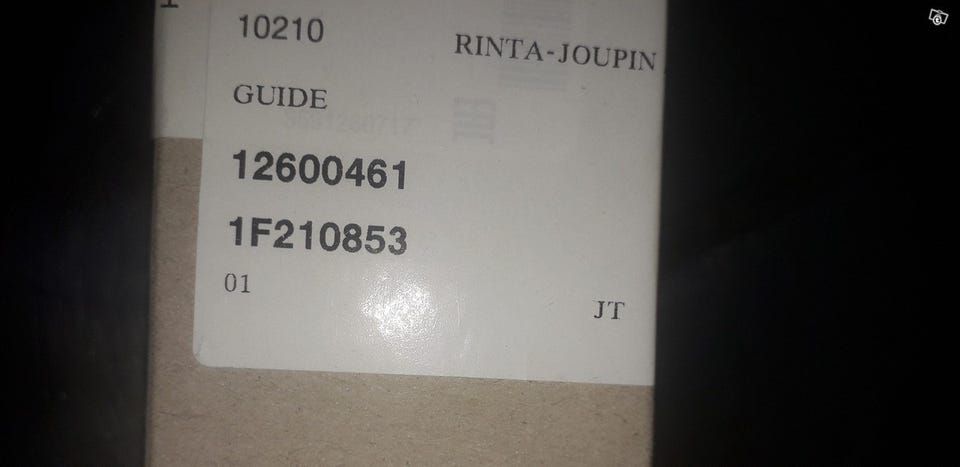 10210
RINTA-JOUPIN
GUIDE
12600461
1F210853
01
JT